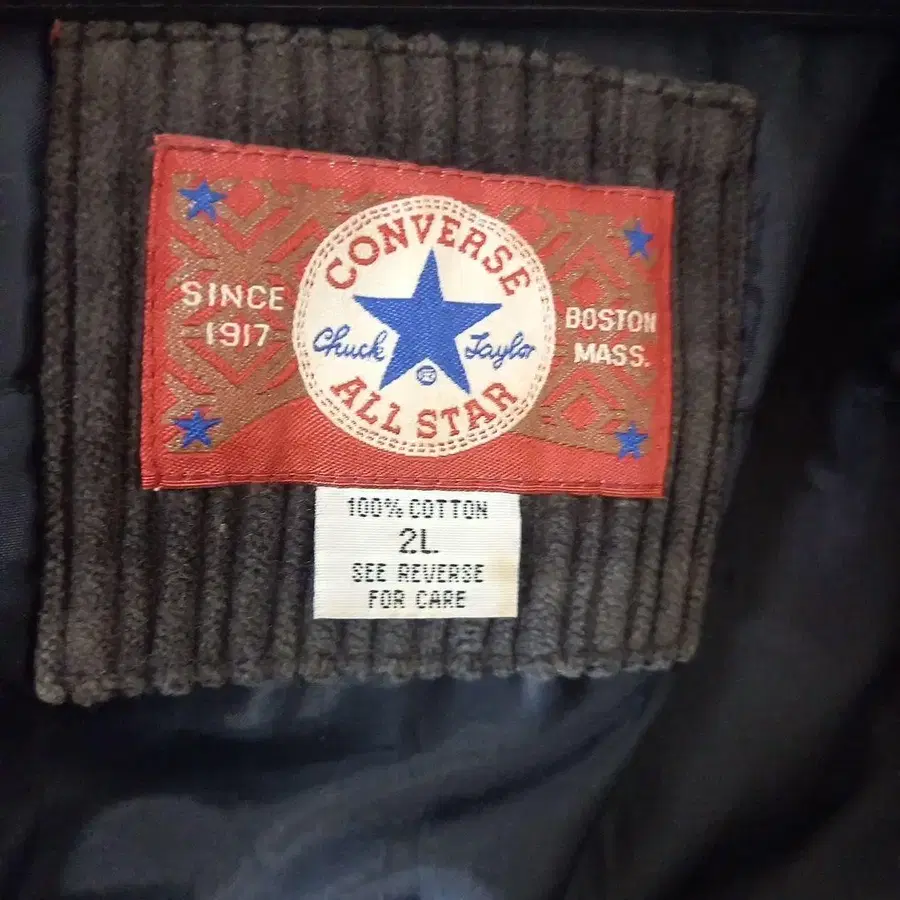 CONVERSE
SINCE
1917
Chuck Taylor
BOSTON
MASS.
ALL STAR
100% COTTON
2L
SEE REVERSE
FOR CARE